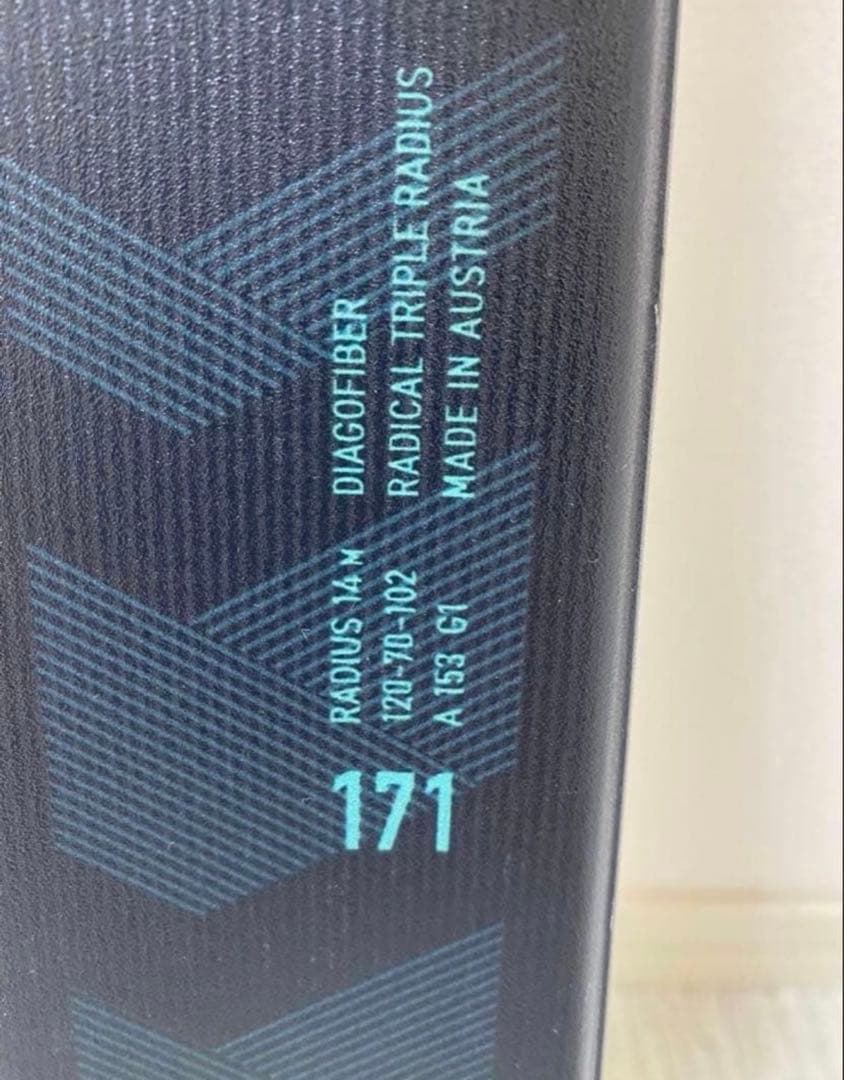 171
RADIUS 14 M DIAGOFIBER
120-70-102 RADICAL TRIPLE RADIUS
A 153 G1 MADE IN AUSTRIA